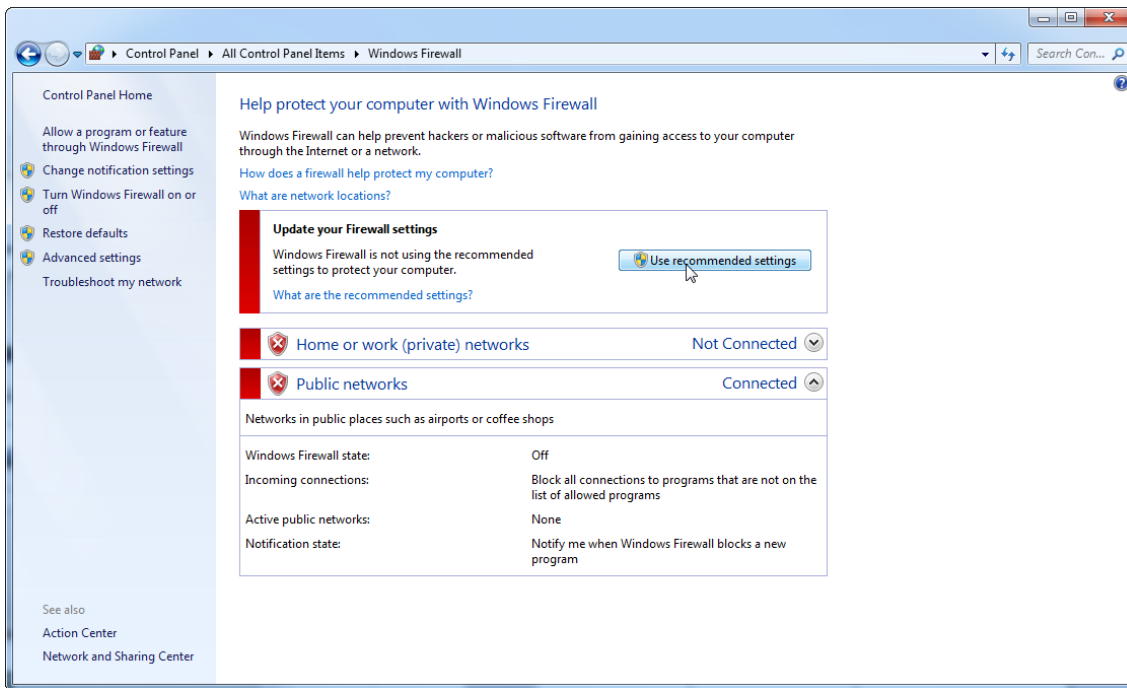 Control Panel ▸ All Control Panel Items ▸ Windows Firewall
Search Con...
Control Panel Home
Allow a program or feature
through Windows Firewall
Change notification settings
Turn Windows Firewall on or
off
Restore defaults
Advanced settings
Troubleshoot my network
See also
Action Center
Network and Sharing Center
Help protect your computer with Windows Firewall
Windows Firewall can help prevent hackers or malicious software from gaining access to your computer
through the Internet or a network.
How does a firewall help protect my computer?
What are network locations?
Update your Firewall settings
Windows Firewall is not using the recommended
settings to protect your computer.
Use recommended settings
What are the recommended settings?
Home or work (private) networks Not Connected
Public networks Connected
Networks in public places such as airports or coffee shops
Windows Firewall state: Off
Incoming connections: Block all connections to programs that are not on the
list of allowed programs
Active public networks: None
Notification state: Notify me when Windows Firewall blocks a new
program